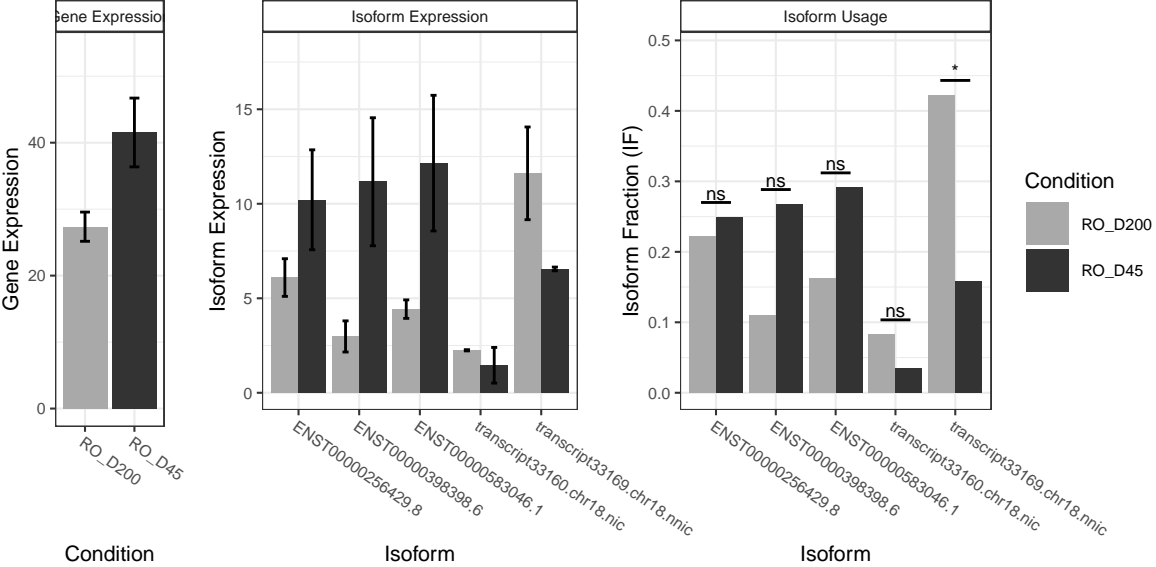 Gene Expression
Gene Expression
0
20
40
RO_D200
RO_D45
Condition
Isoform Expression
Isoform Expression
0
5
10
15
ENST00000256429.8
ENST00000398398.6
ENST00000583046.1
transcript33160.chr18.nic
transcript33169.chr18.nnic
Isoform
Isoform Usage
Isoform Fraction (IF)
0.0
0.1
0.2
0.3
0.4
0.5
ns
ns
ns
ns
*
ENST00000256429.8
ENST00000398398.6
ENST00000583046.1
transcript33160.chr18.nic
transcript33169.chr18.nnic
Isoform
Condition
RO_D200
RO_D45